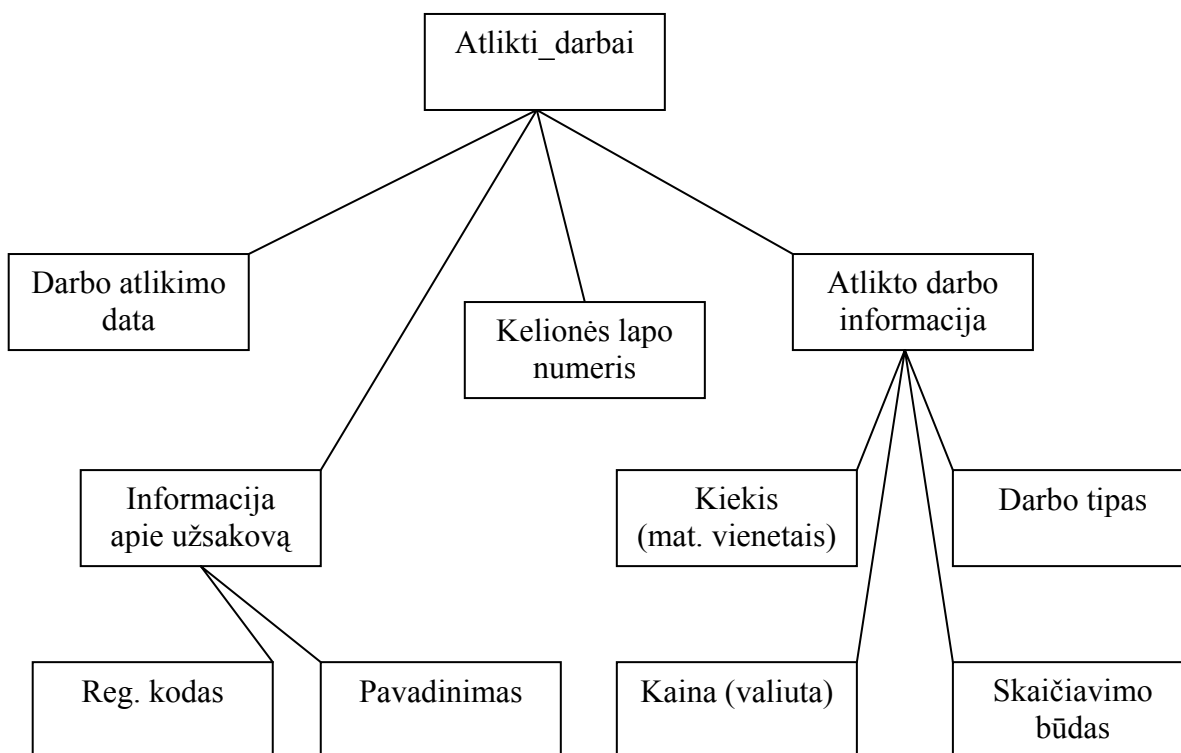 Atlikti_darbai
Darbo atlikimo
data
Kelionės lapo
numeris
Atlikto darbo
informacija
Informacija
apie užsakovą
Kiekis
(mat. vienetais)
Darbo tipas
Reg. kodas
Pavadinimas
Kaina (valiuta)
Skaičiavimo
būdas